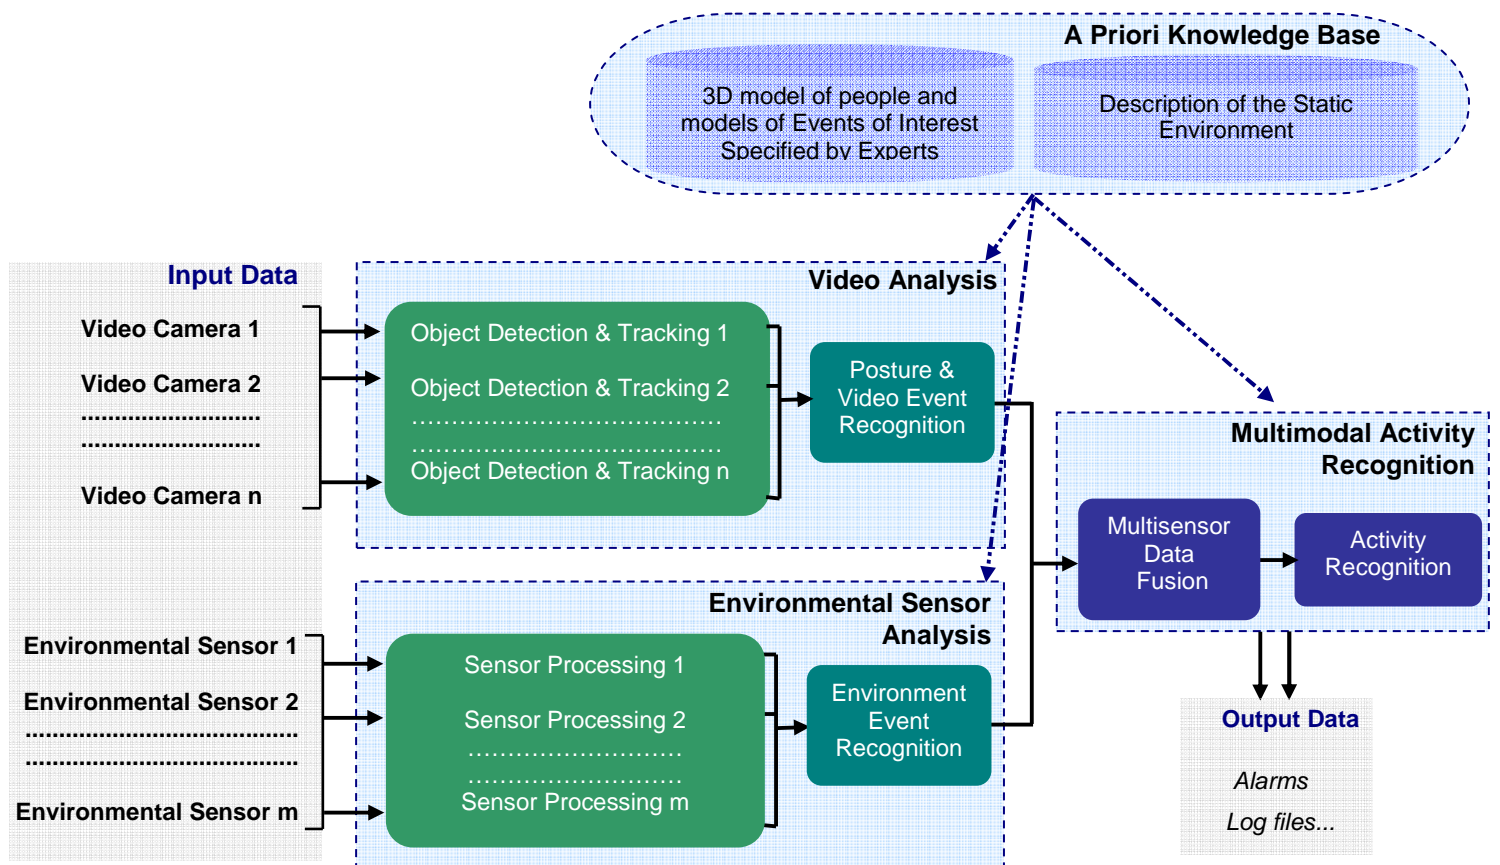 A Priori Knowledge Base
3D model of people and
models of Events of Interest
Specified by Experts
Description of the Static
Environment
Input Data
Video Camera 1
Video Camera 2
...........................
...........................
Video Camera n
Environmental Sensor 1
Environmental Sensor 2
.........................................
.........................................
Environmental Sensor m
Video Analysis
Object Detection & Tracking 1
Object Detection & Tracking 2
…………………………………
…………………………………
Object Detection & Tracking n
Posture &
Video Event
Recognition
Environmental Sensor
Analysis
Sensor Processing 1
Sensor Processing 2
………………………
………………………
Sensor Processing m
Environment
Event
Recognition
Multimodal Activity
Recognition
Multisensor
Data
Fusion
Activity
Recognition
Output Data
Alarms
Log files...